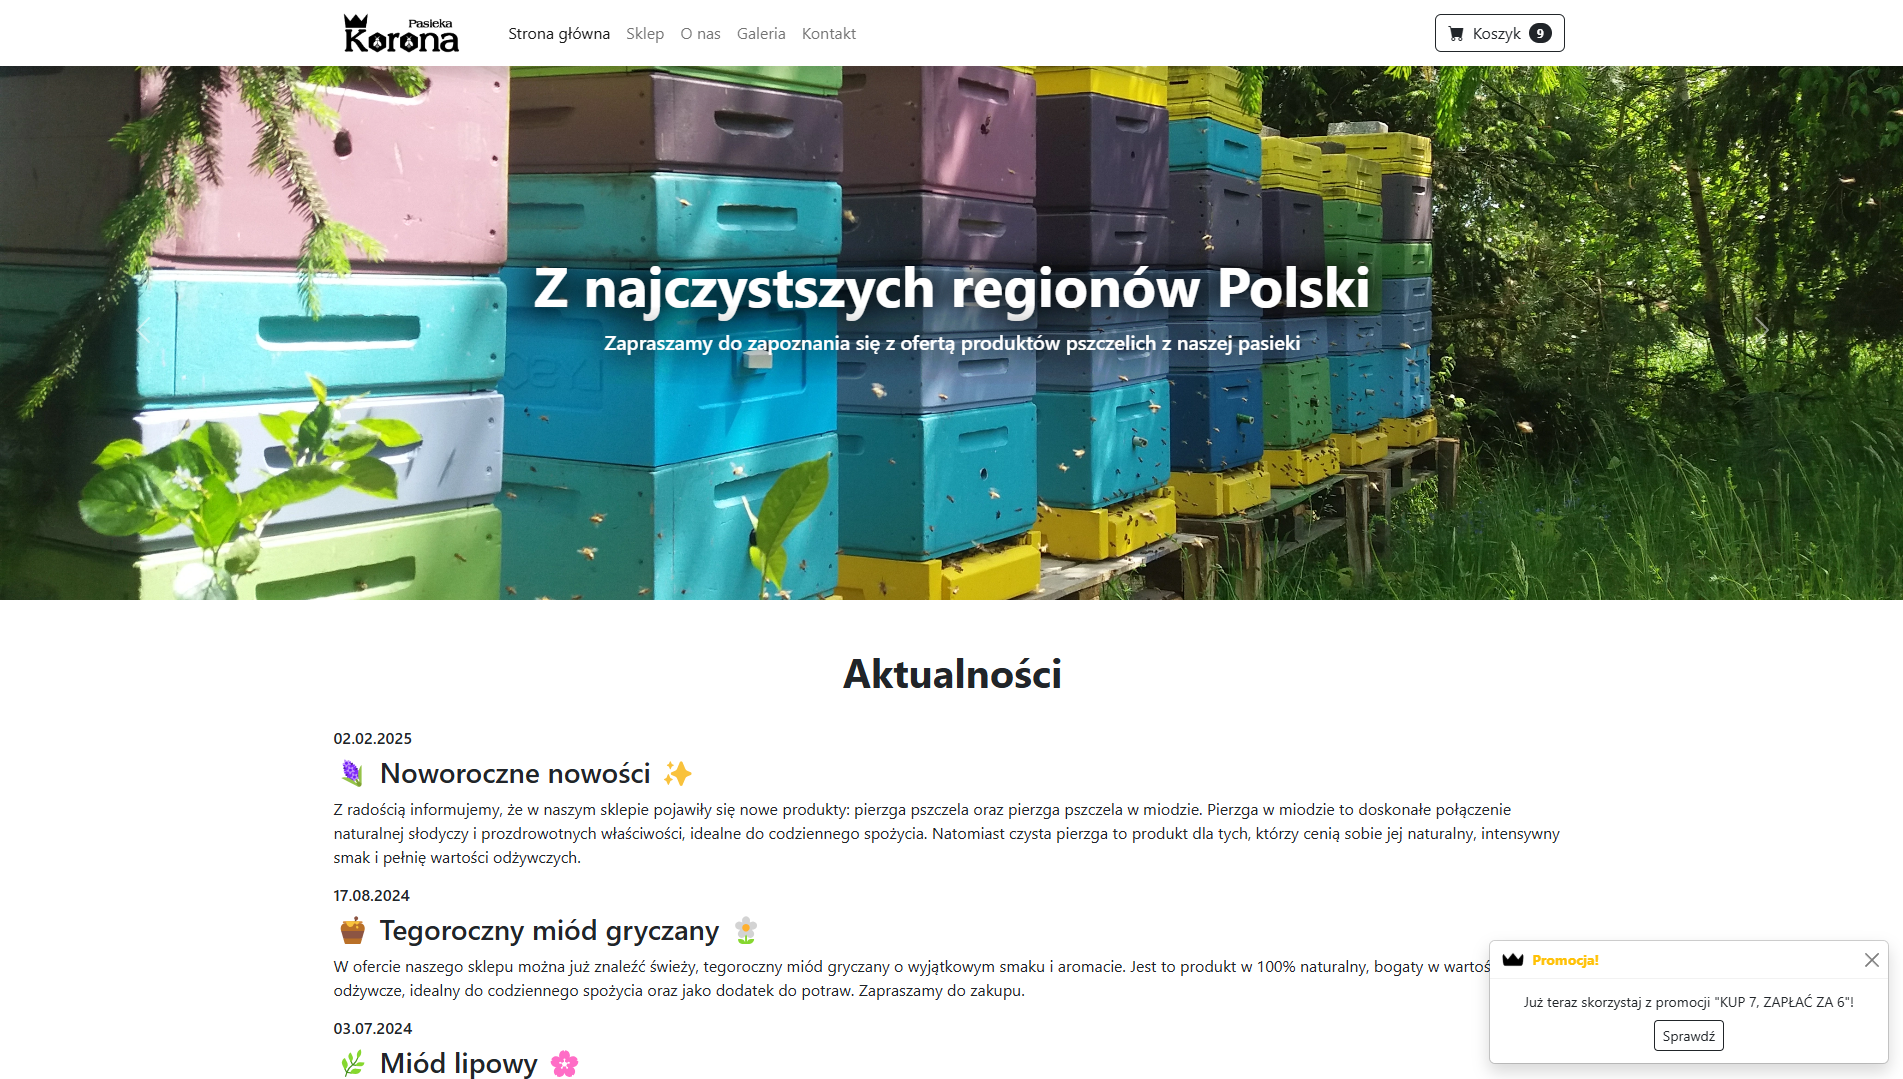 Pasieka
Korona
Strona główna
Sklep
O nas
Galeria
Kontakt
Koszyk 9
Z najczystszych regionów Polski
Zapraszamy do zapoznania się z ofertą produktów pszczelich z naszej pasieki
Aktualności
02.02.2025
Noworoczne nowości
Z radością informujemy, że w naszym sklepie pojawiły się nowe produkty: pierzga pszczela oraz pierzga pszczela w miodzie. Pierzga w miodzie to doskonałe połączenie
naturalnej słodyczy i prozdrowotnych właściwości, idealne do codziennego spożycia. Natomiast czysta pierzga to produkt dla tych, którzy cenią sobie jej naturalny, intensywny
smak i pełnię wartości odżywczych.
17.08.2024
Tegoroczny miód gryczany
W ofercie naszego sklepu można już znaleźć świeży, tegoroczny miód gryczany o wyjątkowym smaku i aromacie. Jest to produkt w 100% naturalny, bogaty w
odżywcze, idealny do codziennego spożycia oraz jako dodatek do potraw. Zapraszamy do zakupu.
03.07.2024
Miód lipowy
Promocja!
Już teraz skorzystaj z promocji "KUP 7, ZAPŁAĆ ZA 6"!
Sprawdź